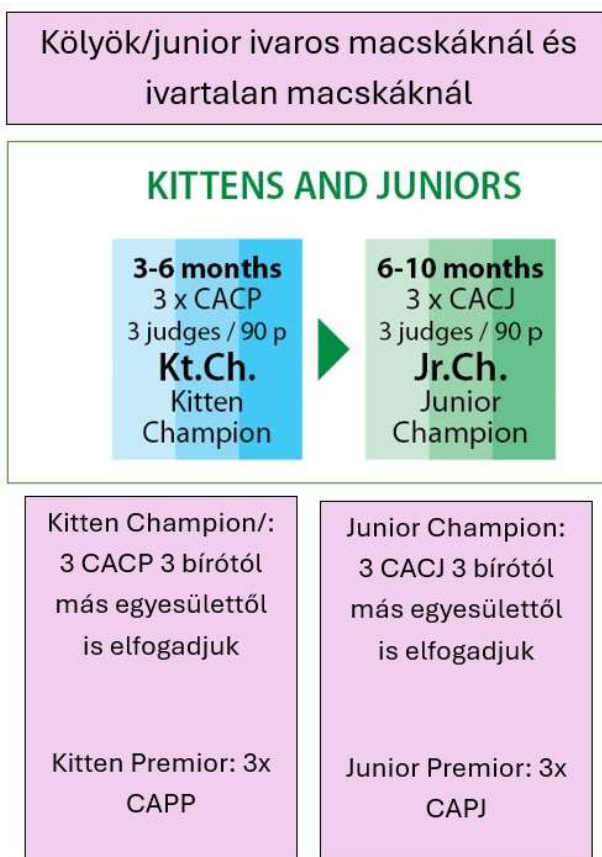 Kölyök/junior ivaros macskáknál és
ivartalan macskáknál
KITTENS AND JUNIORS
3-6 months
3 x CACP
3 judges / 90 p
Kt.Ch.
Kitten
Champion
6-10 months
3 x CACJ
3 judges / 90 p
Jr.Ch.
Junior
Champion
Kitten Champion/:
3 CACP 3 bírótól
más egyesülettől
is elfogadjuk
Kitten Premior: 3x
CAPP
Junior Champion:
3 CACJ 3 bírótól
más egyesülettől
is elfogadjuk
Junior Premior: 3x
CAPJ